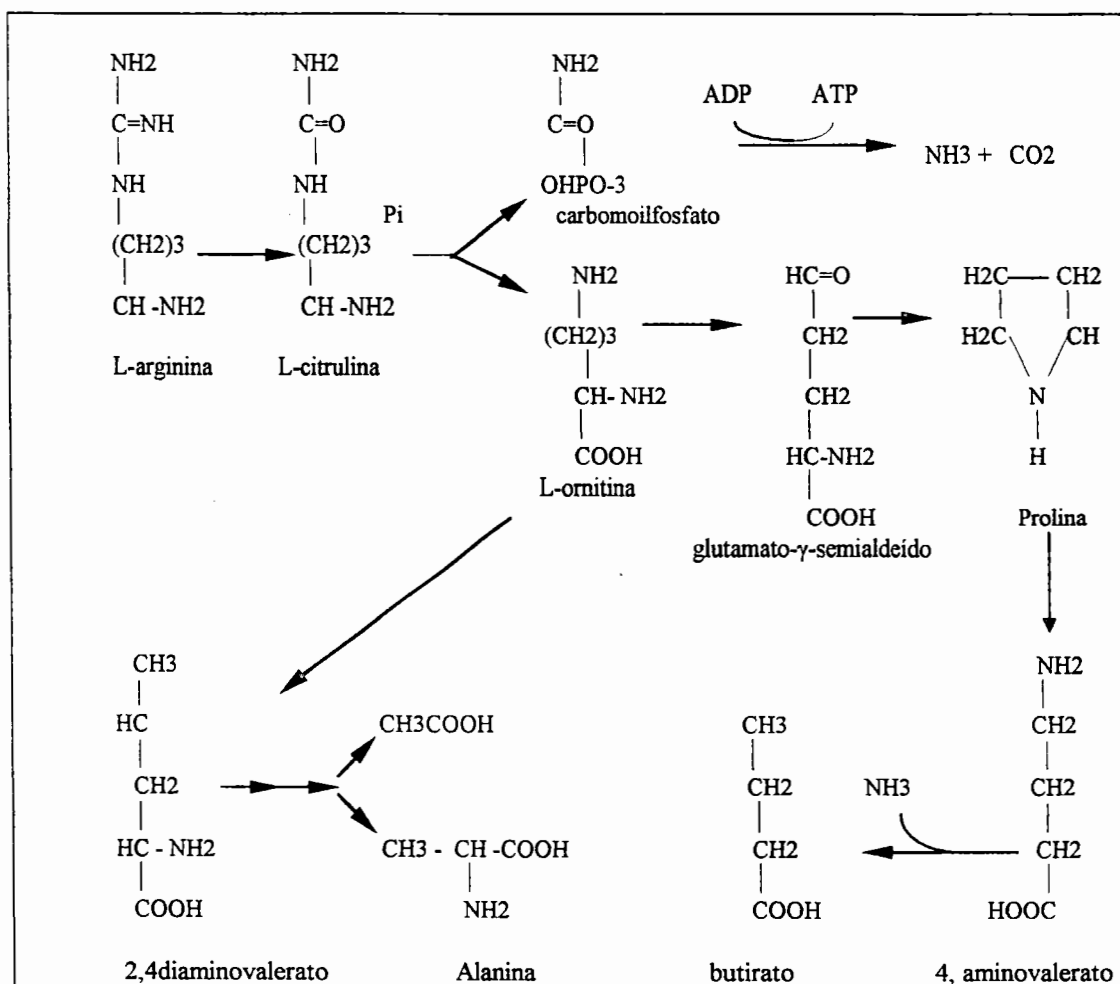 NH2 NH2 NH2
ADP ATP
C=NH C=O C=O
NH3 + CO2
NH NH OHPO-3
Pi carbomoilfosfato
(CH2)3 (CH2)3
NH2 HC=O H2C CH2
CH -NH2 CH -NH2 (CH2)3 CH2 H2C CH
L-arginina L-citrulina
CH- NH2 CH2 N
COOH HC-NH2 H
L-ornitina
COOH Prolina
glutamato-γ-semialdeído
CH3 NH2
HC CH3COOH CH3 CH2
CH2 CH2 NH3 CH2
HC - NH2 CH3 - CH -COOH CH2 CH2
COOH NH2 COOH HOOC
2,4diaminovalerato Alanina butirato 4, aminovalerato